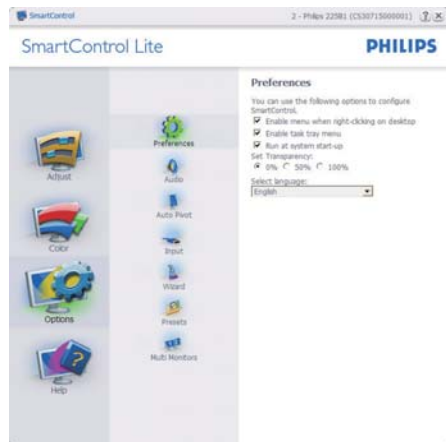 SmartControl
2 - Philips 225B1 (CS30715000001)
SmartControl Lite
PHILIPS
Adjust
Color
Options
Help
Preferences
Audio
Auto Pivot
Input
Wizard
Presets
Multi Monitors
Preferences
You can use the following options to configure
SmartControl.
Enable menu when right-clicking on desktop
Enable task tray menu
Run at system start-up
Set Transparency:
0% 50% 100%
Select language:
English